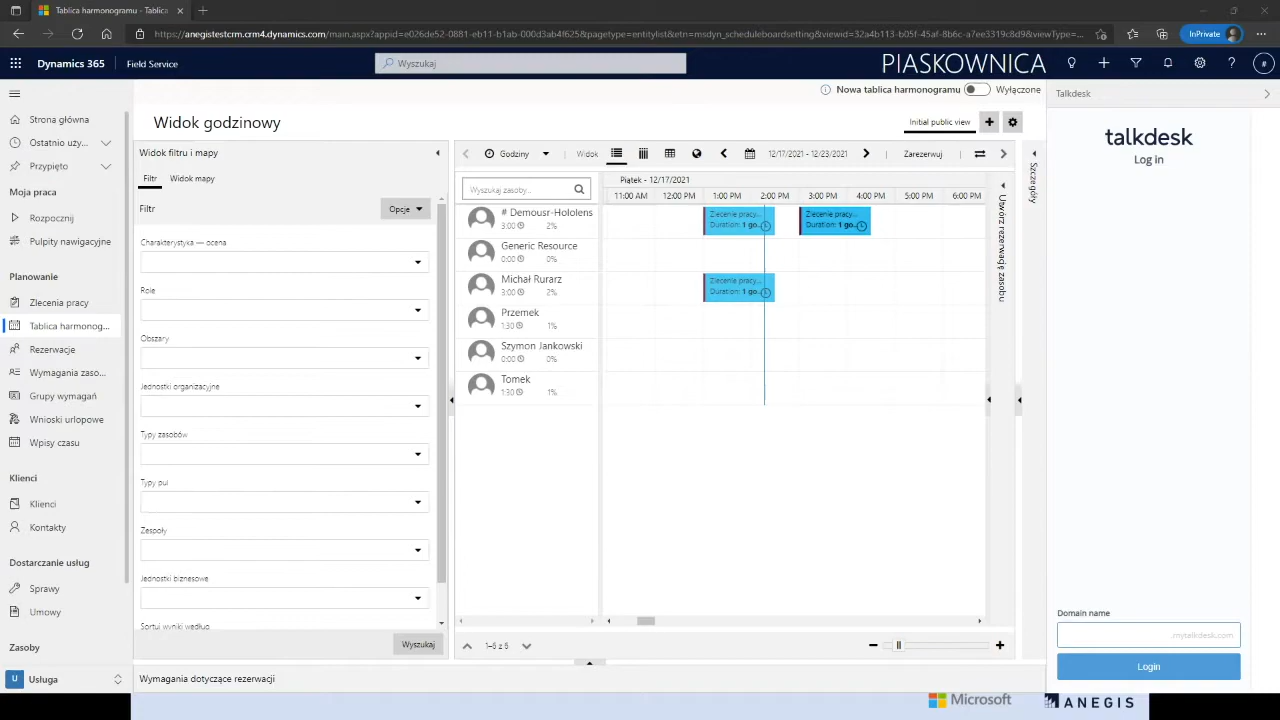 Tablica harmonogramu - Tablica
https://anegistestcrm.crm4.dynamics.com/main.aspx?appid=e026de52-0881-eb11-b1ab-000d3ab4f625&pagetype=entitylist&etn=msdyn_scheduleboardsetting&viewid=32a4b113-b05f-45af-8b6c-a7ee3319c8d9&viewType=...
InPrivate
Dynamics 365
Field Service
Wyszukaj
PIASKOWNICA
#
Nowa tablica harmonogramu
Wyłączone
Talkdesk
Strona główna
Ostatnio uzy...
Przypięto
Moja praca
Rozpocznij
Pulpity nawigacyjne
Planowanie
Zlecenia pracy
Tablica harmonog...
Rezerwacje
Wymagania zaso...
Grupy wymagań
Wnioski urlopowe
Wpisy czasu
Klienci
Klienci
Kontakty
Dostarczanie usług
Sprawy
Umowy
Zasoby
U
Usługa
Widok godzinowy
Initial public view
Widok filtru i mapy
Filtr
Widok mapy
Filtr
Opcje
Charakterystyka — ocena
Role
Obszary
Jednostki organizacyjne
Typy zasobów
Typy pul
Zespoły
Jednostki biznesowe
Sortuj wyniki według
Wyszukaj
Godziny
Widok
12/17/2021 - 12/23/2021
Zarezerwuj
Wyszukaj zasoby...
Piątek - 12/17/2021
11:00 AM 12:00 PM 1:00 PM 2:00 PM 3:00 PM 4:00 PM 5:00 PM 6:00 PM
# Demousr-Hololens
3:00 2%
Zlecenie pracy...
Duration: 1 go...
Zlecenie pracy...
Duration: 1 go...
Generic Resource
0:00 0%
Michał Rurarz
3:00 2%
Zlecenie pracy...
Duration: 1 go...
Przemek
1:30 1%
Szymon Jankowski
0:00 0%
Tomek
1:30 1%
1-6 z 6
Wymagania dotyczące rezerwacji
Utwórz rezerwację zasobu
Szczegóły
talkdesk
Log in
Domain name
.mytalkdesk.com
Login
Microsoft
ANEGIS